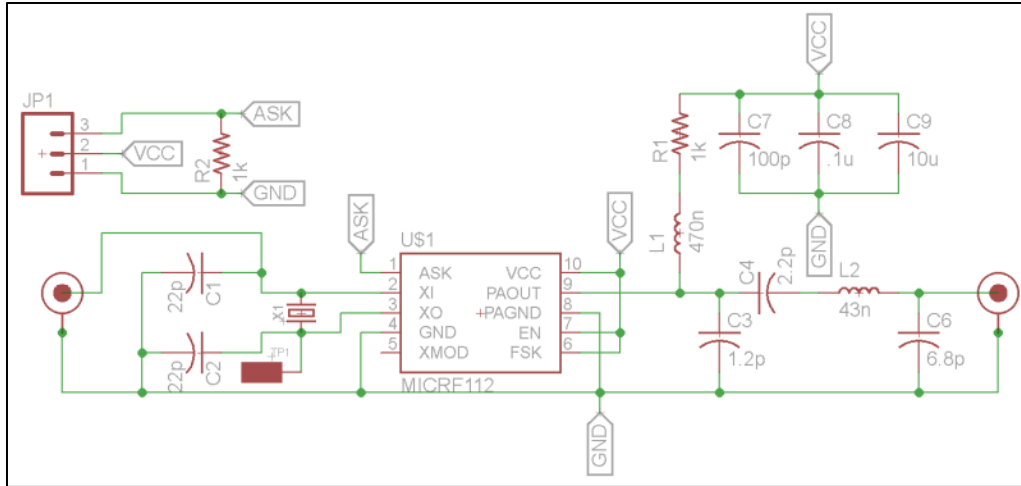 JP1
3
2
1
ASK
VCC
GND
R2
1k
22p
C1
22p
C2
X1
TP1
ASK
U$1
1
2
3
4
5
ASK
XI
XO
GND
XMOD
VCC
PAOUT
PAGND
EN
FSK
10
9
8
7
6
MICRF112
VCC
GND
R1
1k
L1
470n
VCC
C7
100p
C8
.1u
C9
10u
GND
C4
2.2p
L2
43n
C3
1.2p
C6
6.8p